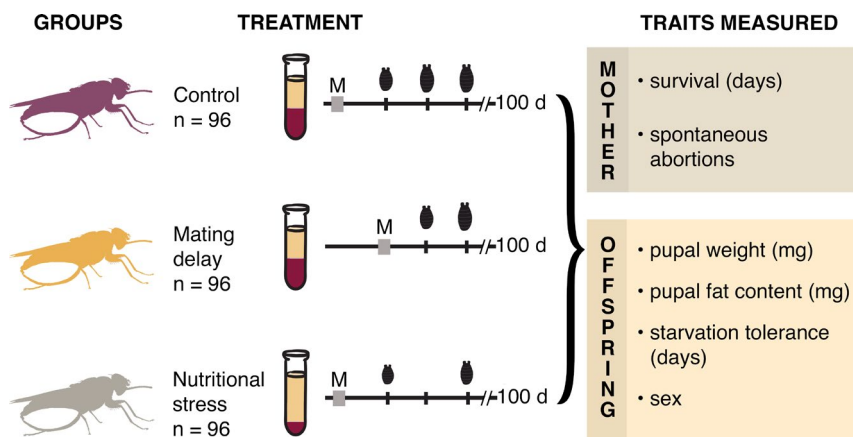 GROUPS
TREATMENT
TRAITS MEASURED
Control
n = 96
M
100 d
Mating
delay
n = 96
M
100 d
Nutritional
stress
n = 96
M
100 d
MOTHER
• survival (days)
• spontaneous
abortions
OFFSPRING
• pupal weight (mg)
• pupal fat content (mg)
• starvation tolerance
(days)
• sex